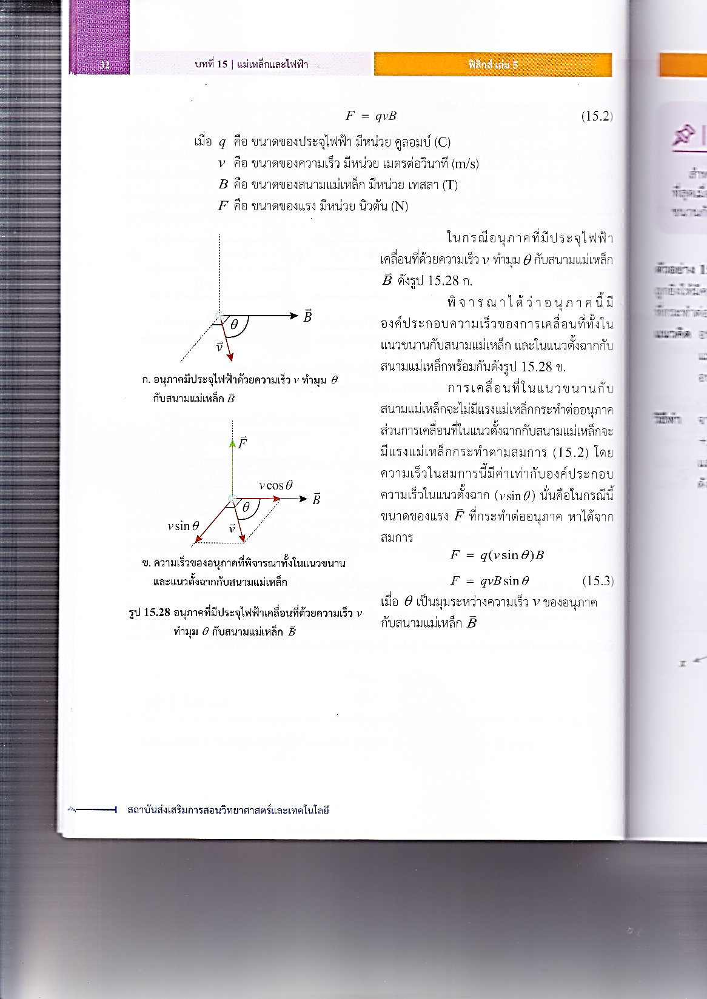 32
บทที่ 15 | แม่เหล็กและไฟฟ้า
ฟิสิกส์ เล่ม 5
F = qvB (15.2)
เมื่อ q คือ ขนาดของประจุไฟฟ้า มีหน่วย คูลอมบ์ (C)
v คือ ขนาดของความเร็ว มีหน่วย เมตรต่อวินาที (m/s)
B คือ ขนาดของสนามแม่เหล็ก มีหน่วย เทสลา (T)
F คือ ขนาดของแรง มีหน่วย นิวตัน (N)
B⃗
θ
v⃗
ก. อนุภาคมีประจุไฟฟ้าด้วยความเร็ว v ทำมุม θ
กับสนามแม่เหล็ก B⃗
F⃗
v cos θ
B⃗
θ
v sin θ
v⃗
ข. ความเร็วของอนุภาคที่พิจารณาทั้งในแนวขนาน
และแนวตั้งฉากกับสนามแม่เหล็ก
รูป 15.28 อนุภาคที่มีประจุไฟฟ้าเคลื่อนที่ด้วยความเร็ว v
ทำมุม θ กับสนามแม่เหล็ก B⃗
ในกรณีอนุภาคที่มีประจุไฟฟ้า
เคลื่อนที่ด้วยความเร็ว v ทำมุม θ กับสนามแม่เหล็ก
B⃗ ดังรูป 15.28 ก.
พิจารณาได้ว่าอนุภาคนี้มี
องค์ประกอบความเร็วของการเคลื่อนที่ทั้งใน
แนวขนานกับสนามแม่เหล็ก และในแนวตั้งฉากกับ
สนามแม่เหล็กพร้อมกันดังรูป 15.28 ข.
การเคลื่อนที่ในแนวขนานกับ
สนามแม่เหล็กจะไม่มีแรงแม่เหล็กกระทำต่ออนุภาค
ส่วนการเคลื่อนที่ในแนวตั้งฉากกับสนามแม่เหล็กจะ
มีแรงแม่เหล็กกระทำตามสมการ (15.2) โดย
ความเร็วในสมการนี้มีค่าเท่ากับองค์ประกอบ
ความเร็วในแนวตั้งฉาก (v sin θ) นั่นคือในกรณีนี้
ขนาดของแรง F⃗ ที่กระทำต่ออนุภาค หาได้จาก
สมการ
F = q(v sin θ)B
F = qvB sin θ (15.3)
เมื่อ θ เป็นมุมระหว่างความเร็ว v ของอนุภาค
กับสนามแม่เหล็ก B⃗
สถาบันส่งเสริมการสอนวิทยาศาสตร์และเทคโนโลยี
ตัวอย่าง
แนวคิด
วิธีทำ
x